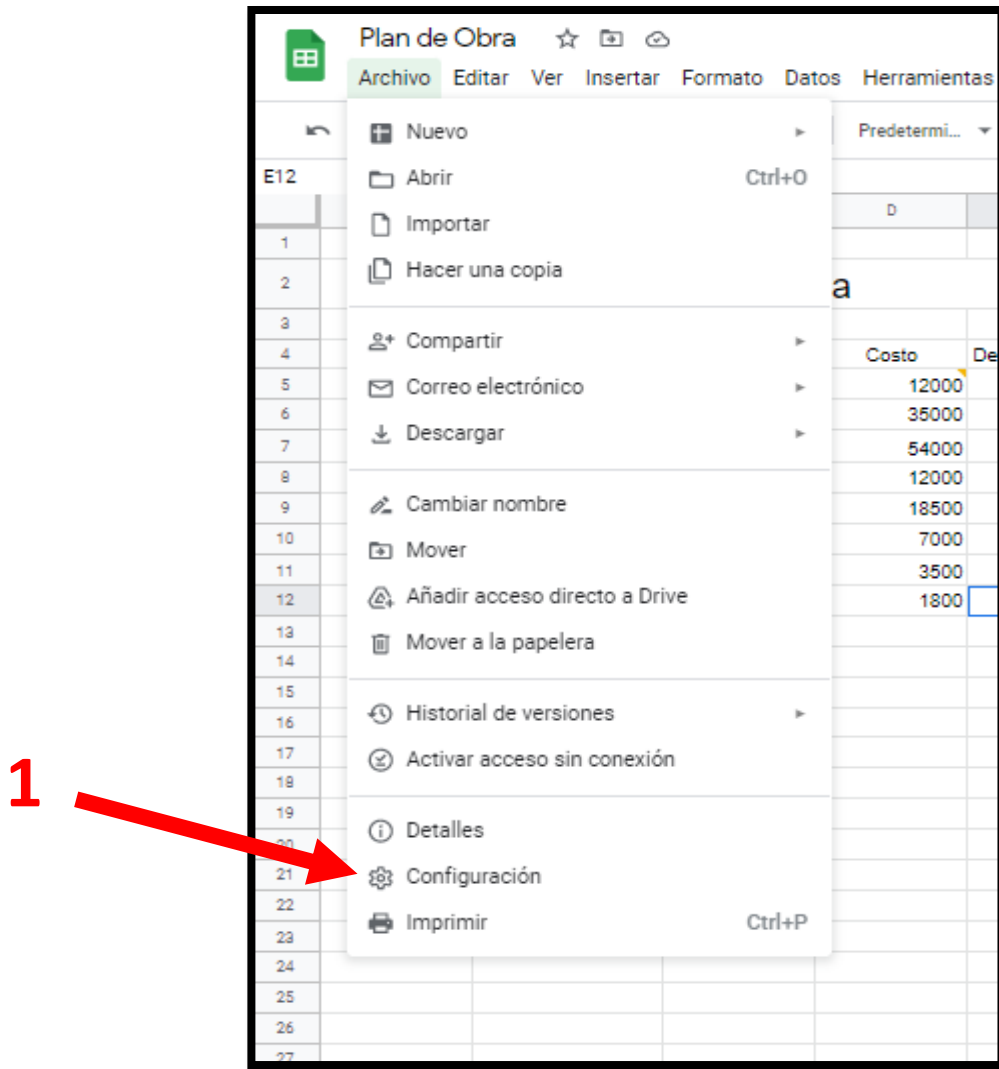 Plan de Obra
Archivo Editar Ver Insertar Formato Datos Herramientas
Predetermi...
E12
Nuevo
Abrir Ctrl+O
Importar
Hacer una copia
Compartir
Correo electrónico
Descargar
Cambiar nombre
Mover
Añadir acceso directo a Drive
Mover a la papelera
Historial de versiones
Activar acceso sin conexión
Detalles
Configuración
Imprimir Ctrl+P
D
1
2 a
3
4 Costo De
5 12000
6 35000
7 54000
8 12000
9 18500
10 7000
11 3500
12 1800
13
14
15
16
17
18
19
20
21
22
23
24
25
26
27
1